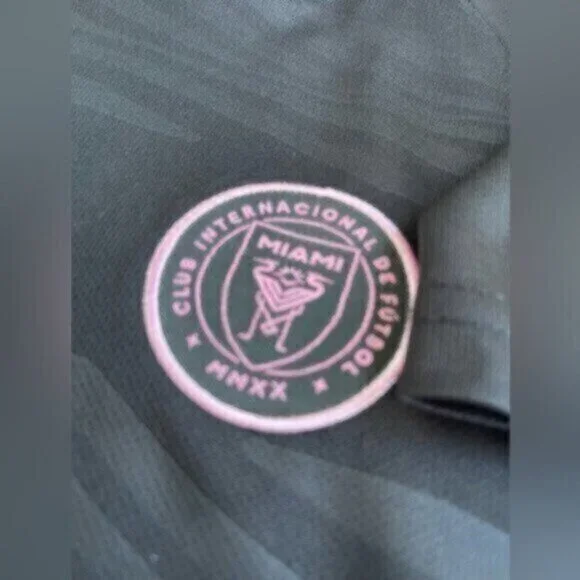 CLUB INTERNACIONAL DE FÚTBOL
MIAMI
MMXX